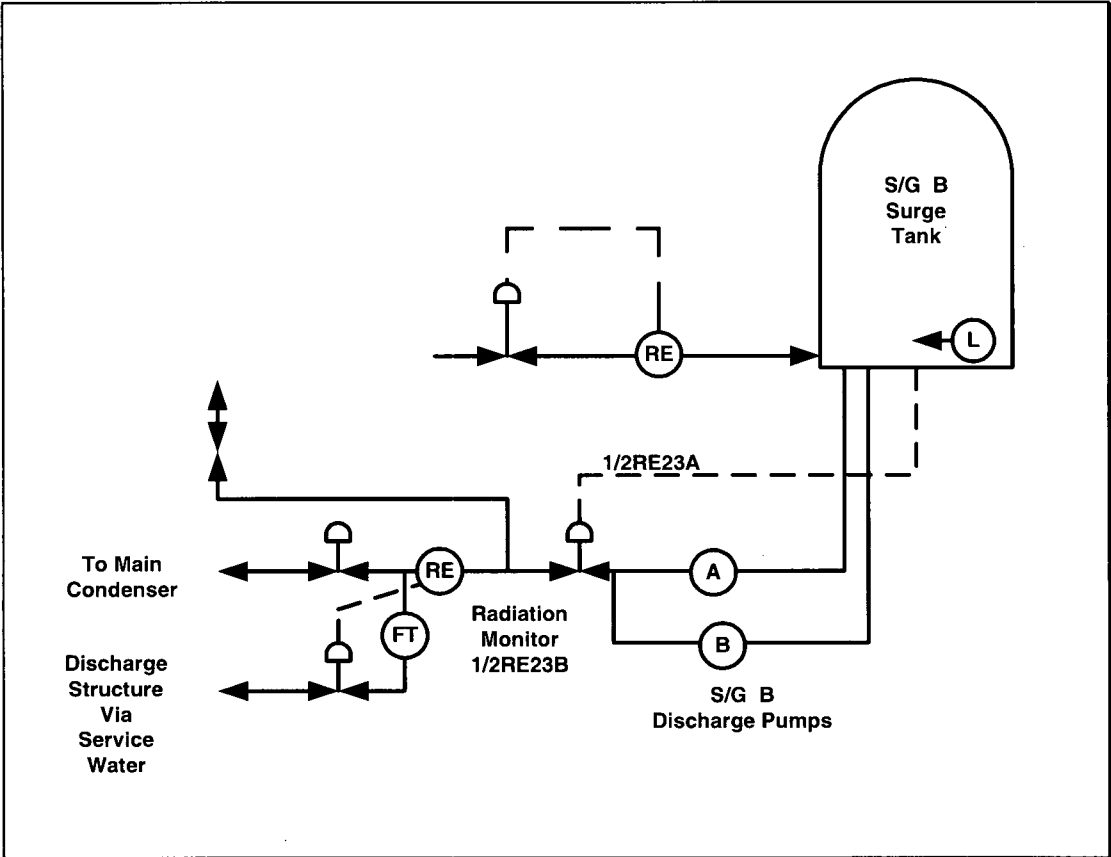 S/G B
Surge
Tank
L
RE
1/2RE23A
To Main
Condenser
RE
A
Radiation
Monitor
1/2RE23B
FT
B
Discharge
Structure
Via
Service
Water
S/G B
Discharge Pumps